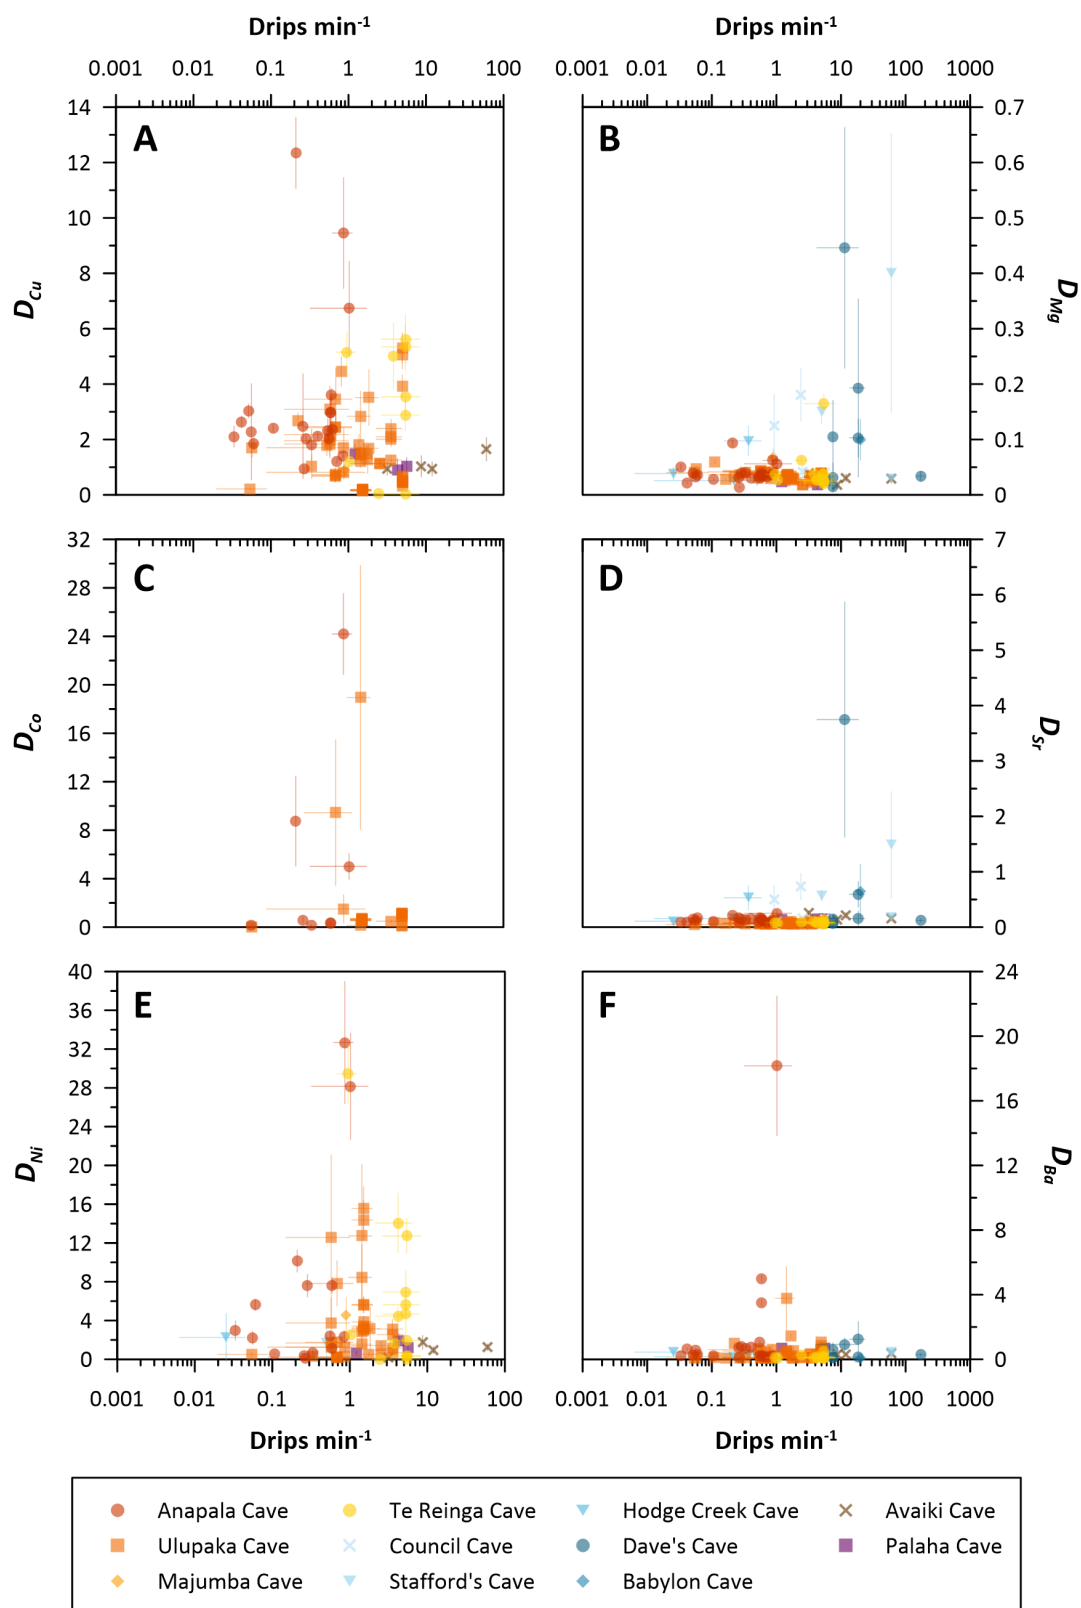 Drips min-1 Drips min-1
0.001 0.01 0.1 1 10 100 0.001 0.01 0.1 1 10 100 1000
A
B
14 12 10 8 6 4 2 0
DCu
0.7 0.6 0.5 0.4 0.3 0.2 0.1 0
DMg
C
D
32 28 24 20 16 12 8 4 0
DCo
7 6 5 4 3 2 1 0
DSr
E
F
40 36 32 28 24 20 16 12 8 4 0
DNi
24 20 16 12 8 4 0
DBa
0.001 0.01 0.1 1 10 100 0.001 0.01 0.1 1 10 100 1000
Drips min-1 Drips min-1
Anapala Cave Te Reinga Cave Hodge Creek Cave Avaiki Cave
Ulupaka Cave Council Cave Dave's Cave Palaha Cave
Majumba Cave Stafford's Cave Babylon Cave